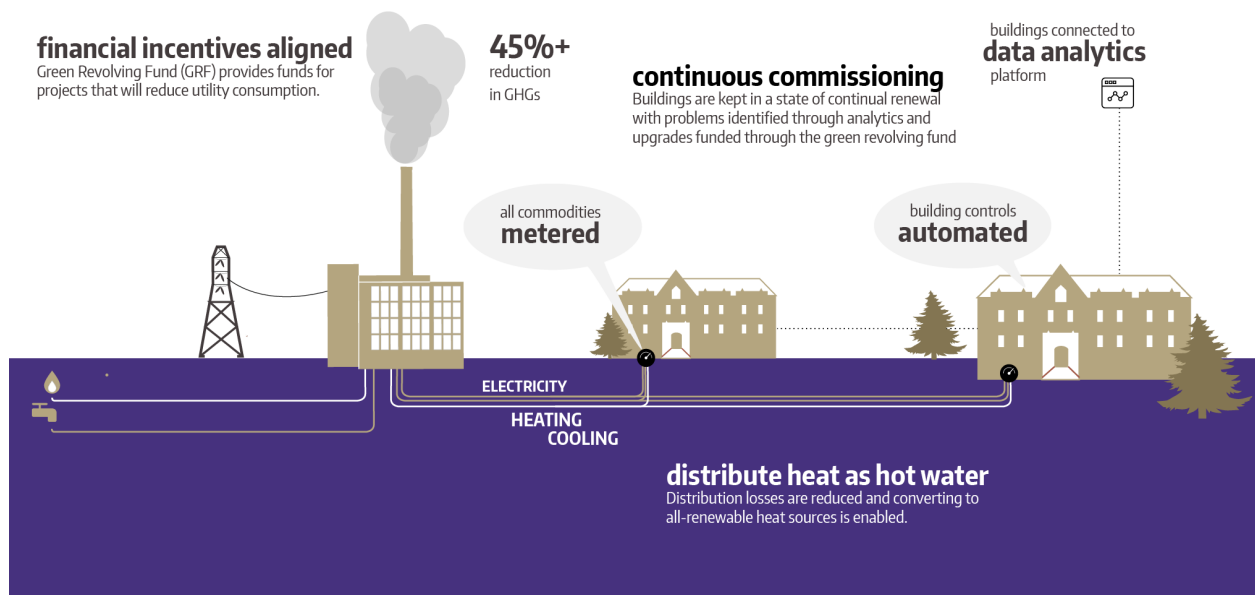 financial incentives aligned
Green Revolving Fund (GRF) provides funds for
projects that will reduce utility consumption.
45%+
reduction
in GHGs
continuous commissioning
Buildings are kept in a state of continual renewal
with problems identified through analytics and
upgrades funded through the green revolving fund
buildings connected to
data analytics
platform
all commodities
metered
building controls
automated
ELECTRICITY
HEATING
COOLING
distribute heat as hot water
Distribution losses are reduced and converting to
all-renewable heat sources is enabled.